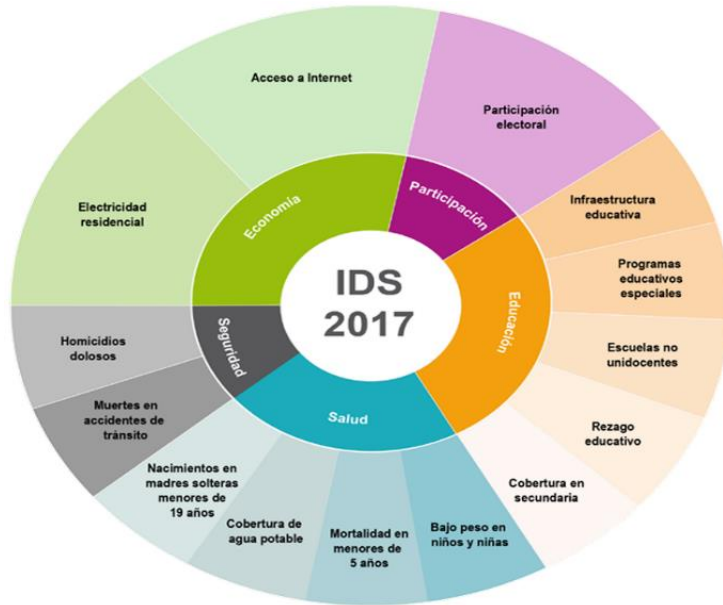 Acceso a Internet
Participación
electoral
Electricidad
residencial
Infraestructura
educativa
Economía
Participación
Programas
educativos
especiales
IDS
2017
Educación
Seguridad
Homicidios
dolosos
Escuelas no
unidocentes
Muertes en
accidentes de
tránsito
Salud
Rezago
educativo
Nacimientos en
madres solteras
menores de
19 años
Cobertura de
agua potable
Mortalidad en
menores de
5 años
Bajo peso en
niños y niñas
Cobertura en
secundaria